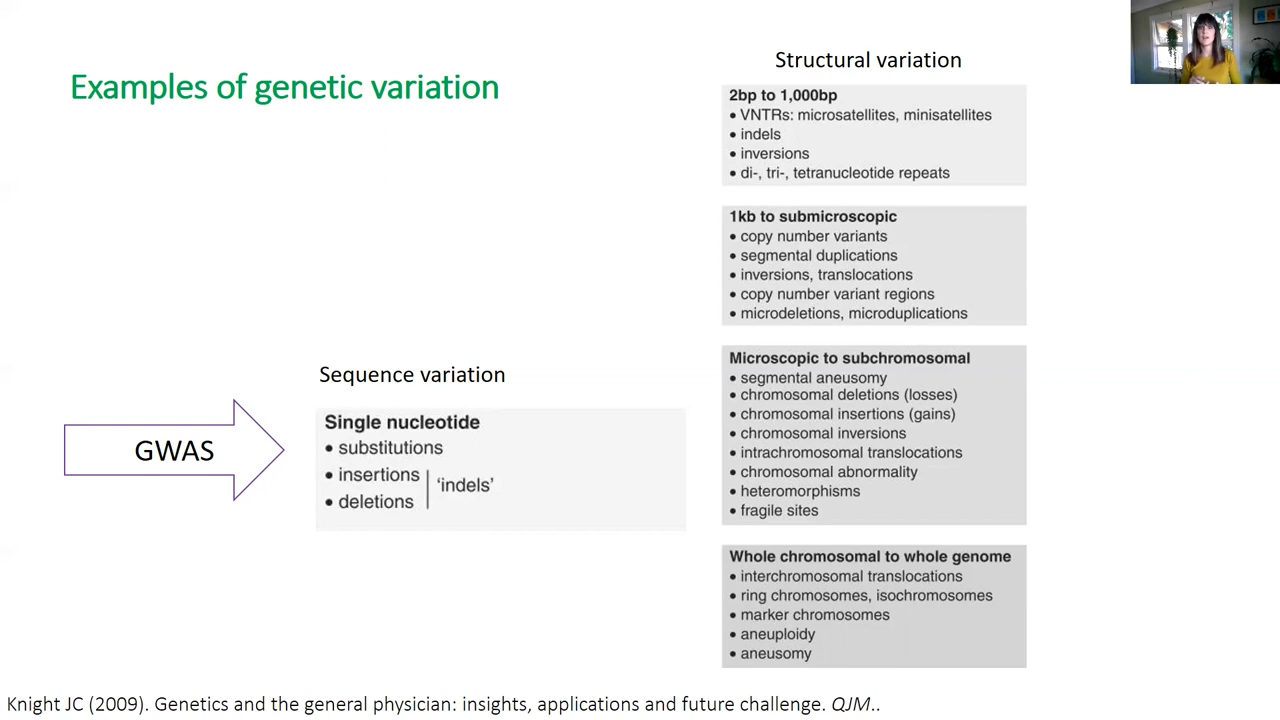 Examples of genetic variation
GWAS
Sequence variation
Single nucleotide
• substitutions
• insertions
• deletions
'indels'
Structural variation
2bp to 1,000bp
• VNTRs: microsatellites, minisatellites
• indels
• inversions
• di-, tri-, tetranucleotide repeats
1kb to submicroscopic
• copy number variants
• segmental duplications
• inversions, translocations
• copy number variant regions
• microdeletions, microduplications
Microscopic to subchromosomal
• segmental aneusomy
• chromosomal deletions (losses)
• chromosomal insertions (gains)
• chromosomal inversions
• intrachromosomal translocations
• chromosomal abnormality
• heteromorphisms
• fragile sites
Whole chromosomal to whole genome
• interchromosomal translocations
• ring chromosomes, isochromosomes
• marker chromosomes
• aneuploidy
• aneusomy
Knight JC (2009). Genetics and the general physician: insights, applications and future challenge. QJM..